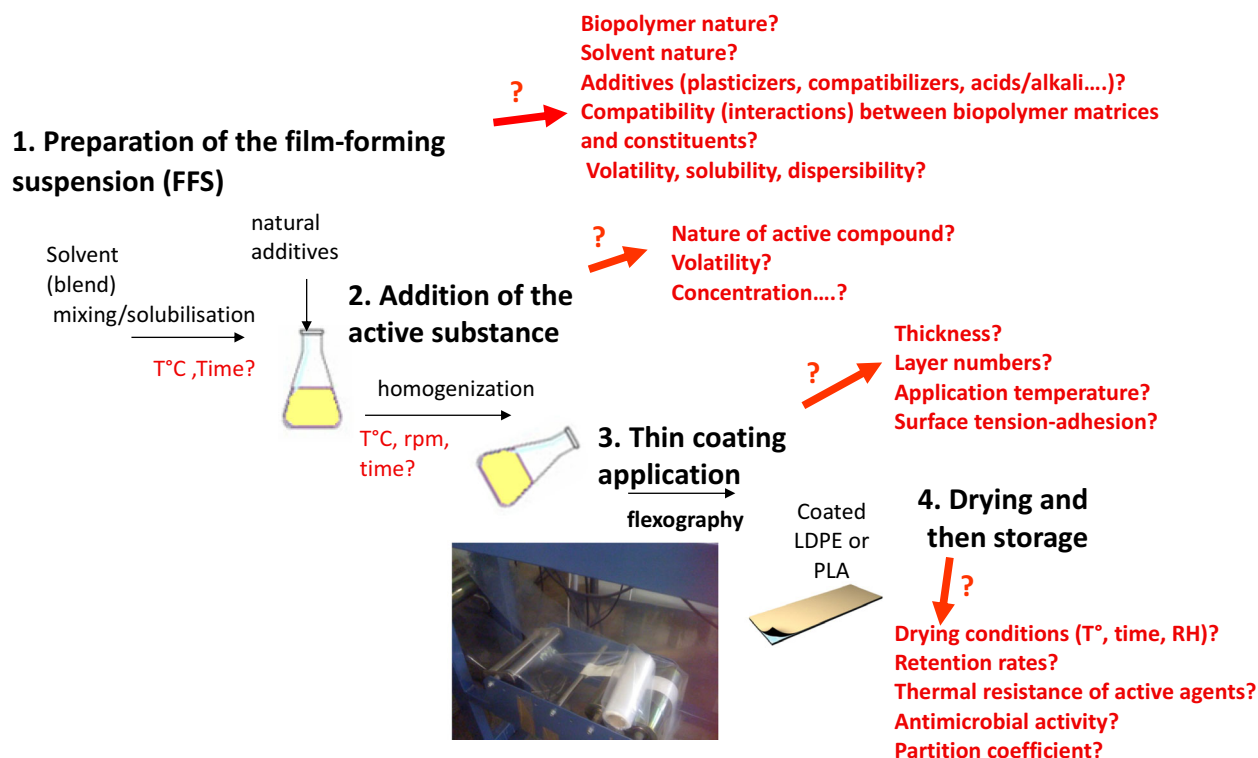 Biopolymer nature?
Solvent nature?
Additives (plasticizers, compatibilizers, acids/alkali....)?
Compatibility (interactions) between biopolymer matrices
and constituents?
Volatility, solubility, dispersibility?
?
1. Preparation of the film-forming
suspension (FFS)
natural
additives
Solvent
(blend)
mixing/solubilisation
T°C ,Time?
?
Nature of active compound?
Volatility?
Concentration....?
2. Addition of the
active substance
homogenization
T°C, rpm,
time?
?
Thickness?
Layer numbers?
Application temperature?
Surface tension-adhesion?
3. Thin coating
application
flexography
Coated
LDPE or
PLA
4. Drying and
then storage
?
Drying conditions (T°, time, RH)?
Retention rates?
Thermal resistance of active agents?
Antimicrobial activity?
Partition coefficient?